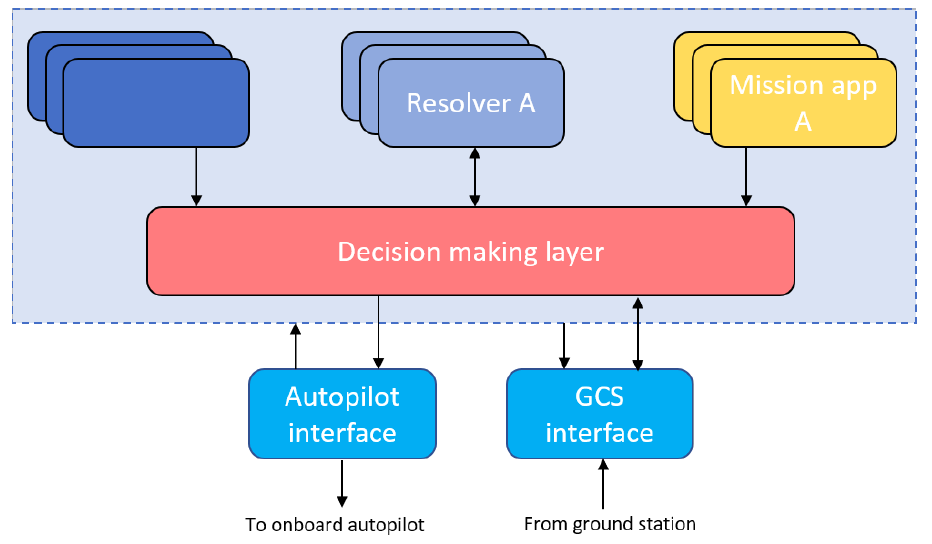 Resolver A
Mission app
A
Decision making layer
Autopilot
interface
GCS
interface
To onboard autopilot
From ground station